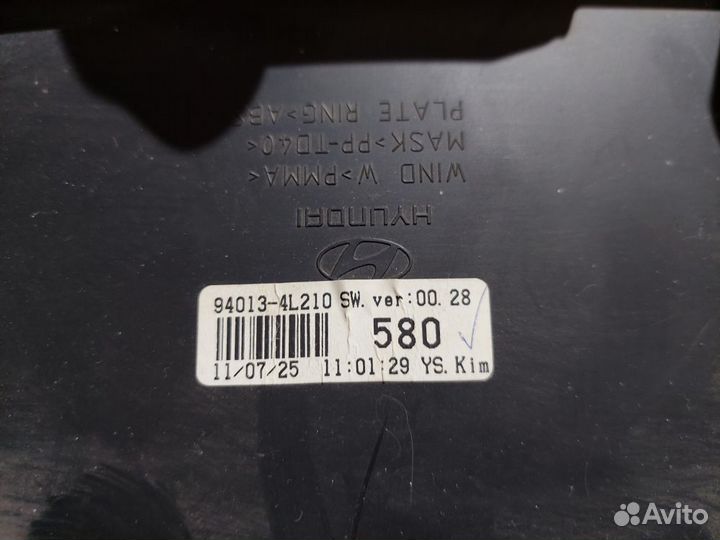 PLATE RING>ABS
MASK>PP-TD40<
WIND W>PMMA<
HYUNDAI
94013-4L210 SW. ver:00. 28
580
11/07/25 11:01:29 YS. Kim
Avito